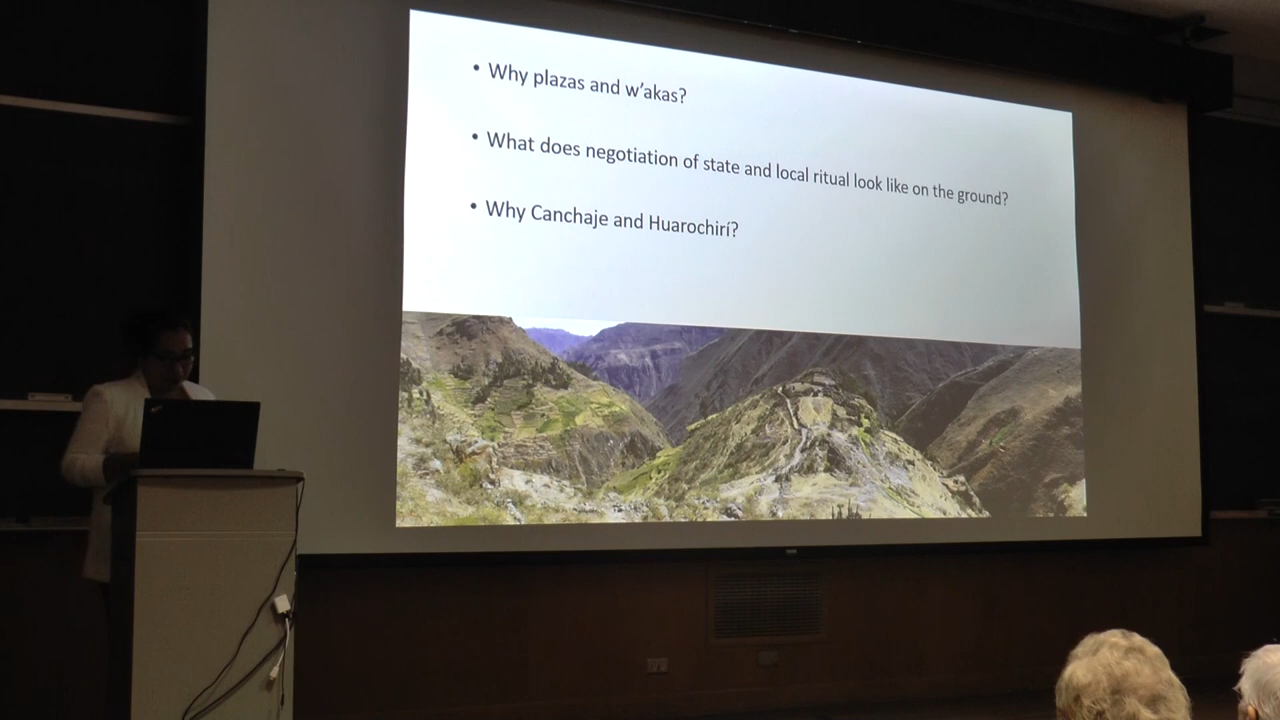 • Why plazas and w'akas?
• What does negotiation of state and local ritual look like on the ground?
• Why Canchaje and Huarochirí?